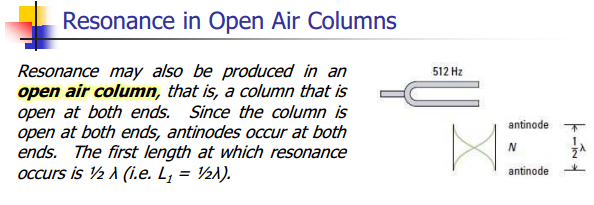 Resonance in Open Air Columns
Resonance may also be produced in an
open air column, that is, a column that is
open at both ends. Since the column is
open at both ends, antinodes occur at both
ends. The first length at which resonance
occurs is ½ λ (i.e. L₁ = ½λ).
512 Hz
antinode
N
½λ
antinode